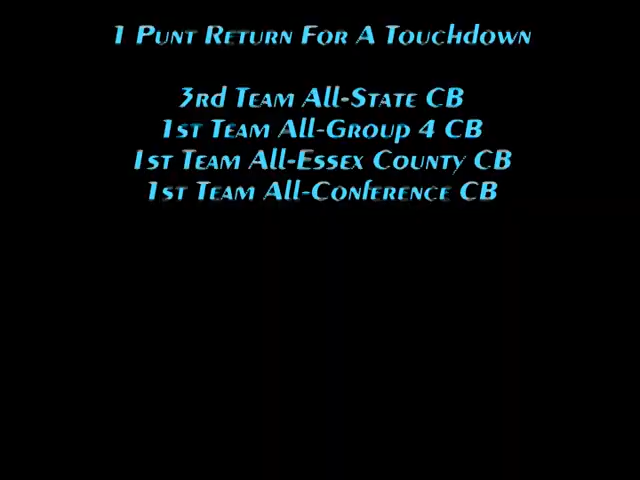 1 Punt Return For A Touchdown
3rd Team All-State CB
1st Team All-Group 4 CB
1st Team All-Essex County CB
1st Team All-Conference CB